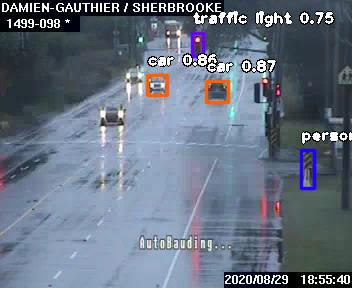 DAMIEN-GAUTHIER / SHERBROOKE
1499-098 *
traffic light 0.75
car 0.86
car 0.87
person
AutoBauding...
2020/08/29 18:55:40